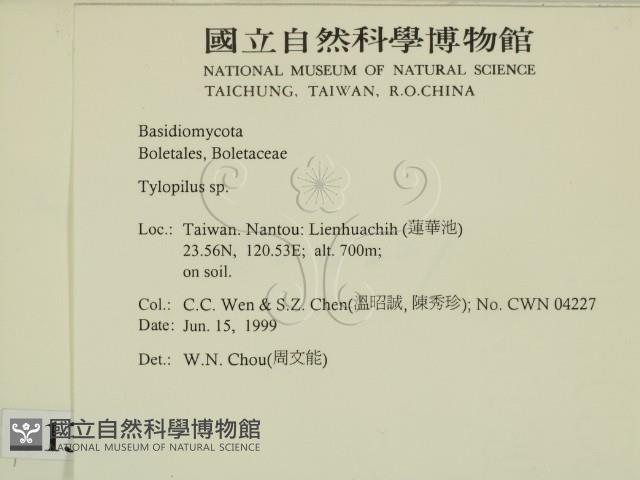 國立自然科學博物館
NATIONAL MUSEUM OF NATURAL SCIENCE
TAICHUNG, TAIWAN, R.O.CHINA
Basidiomycota
Boletales, Boletaceae
Tylopilus sp.
Loc.: Taiwan. Nantou: Lienhuachih (蓮華池)
23.56N, 120.53E; alt. 700m;
on soil.
Col.: C.C. Wen & S.Z. Chen(溫昭誠, 陳秀珍); No. CWN 04227
Date: Jun. 15, 1999
Det.: W.N. Chou(周文能)
國立自然科學博物館
NATIONAL MUSEUM OF NATURAL SCIENCE